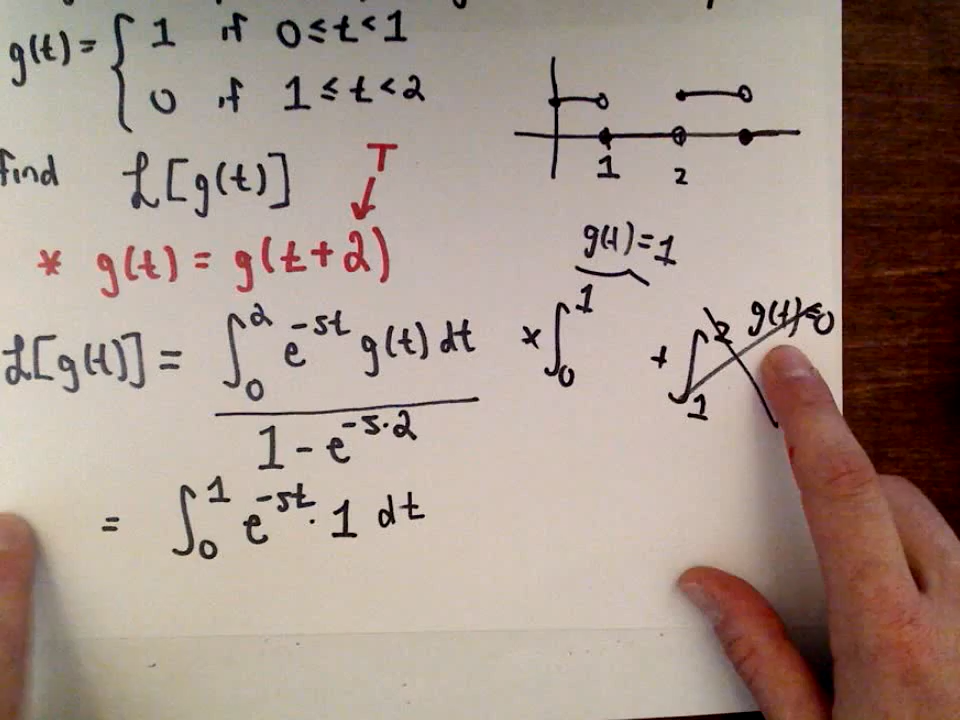 g(t) = { 1 if 0 ≤ t < 1
0 if 1 ≤ t < 2
1 2
find ℒ[g(t)]
T
↓
* g(t) = g(t+2)
g(t) = 1
ℒ[g(t)] = ∫₀² e^{-st} g(t) dt
1 - e^{-s·2}
* ∫₀¹ + ∫₁² g(t) = 0
= ∫₀¹ e^{-st} · 1 dt